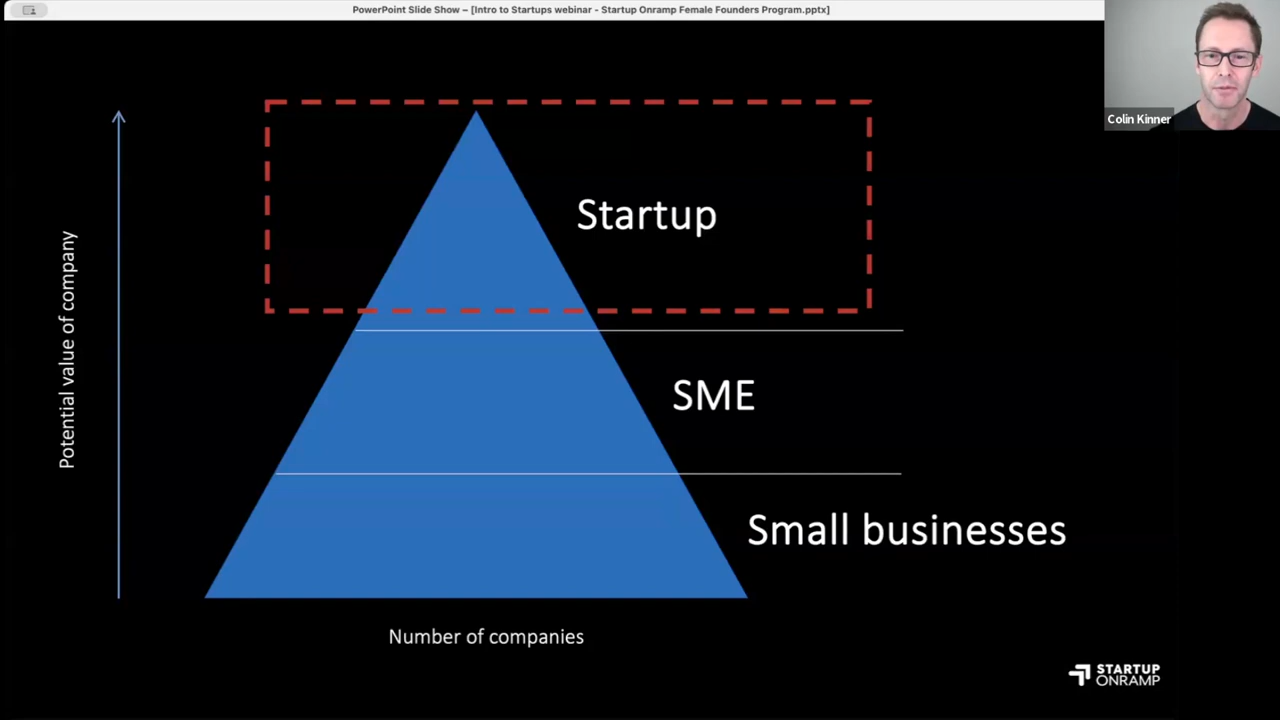 PowerPoint Slide Show – [Intro to Startups webinar - Startup Onramp Female Founders Program.pptx]
Colin Kinner
Startup
Potential value of company
SME
Small businesses
Number of companies
STARTUP
ONRAMP